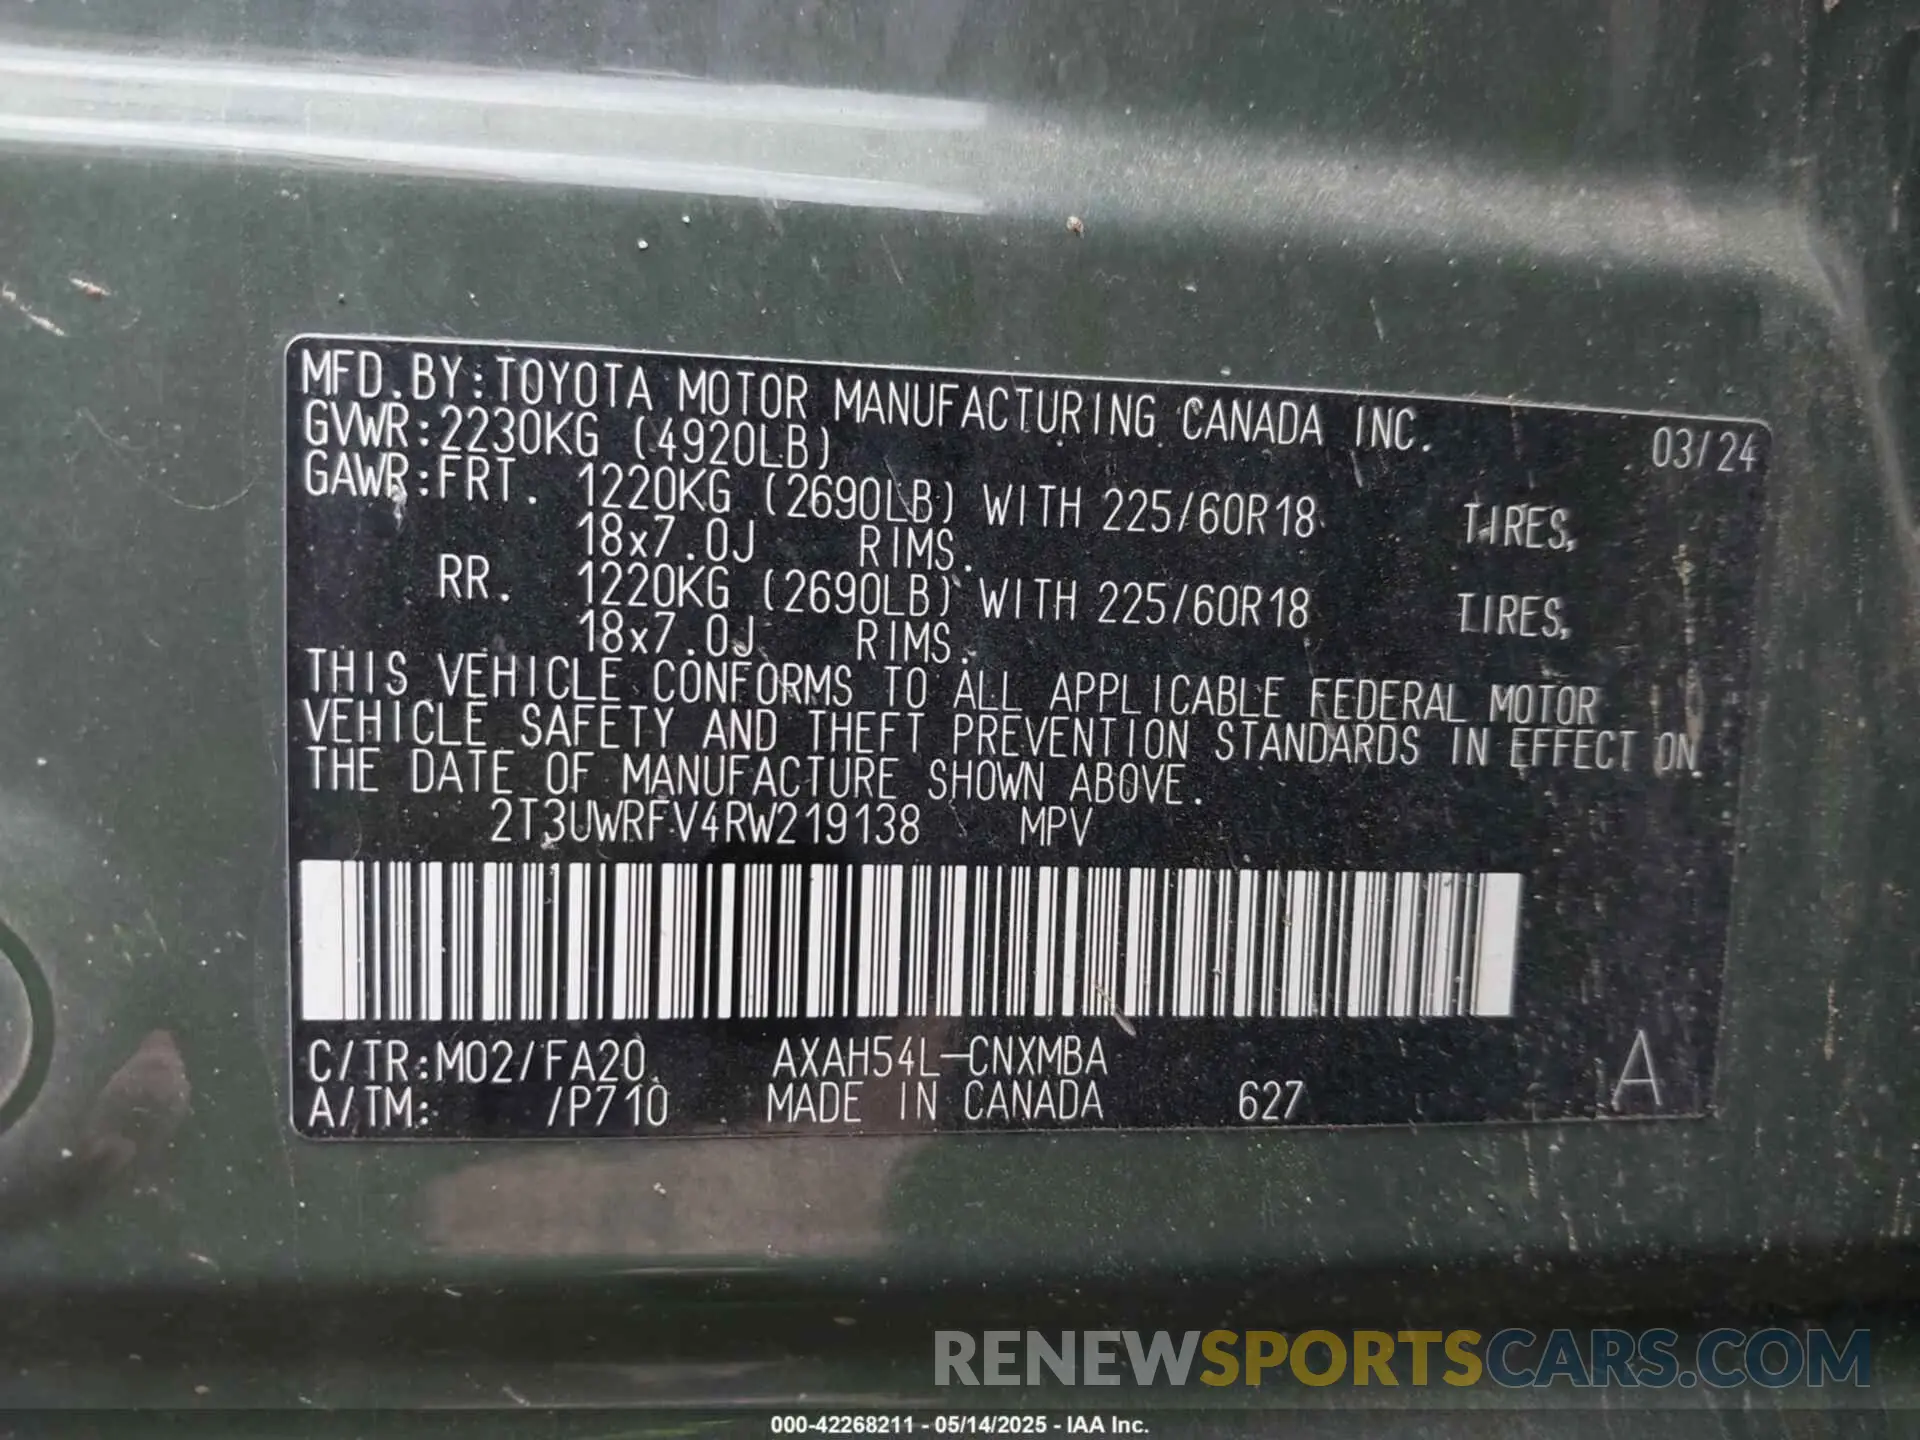 MFD.BY:TOYOTA MOTOR MANUFACTURING CANADA INC. 03/24
GVWR:2230KG (4920LB)
GAWR:FRT. 1220KG (2690LB) WITH 225/60R18 TIRES,
18x7.0J RIMS.
RR. 1220KG (2690LB) WITH 225/60R18 TIRES,
18x7.0J RIMS.
THIS VEHICLE CONFORMS TO ALL APPLICABLE FEDERAL MOTOR
VEHICLE SAFETY AND THEFT PREVENTION STANDARDS IN EFFECT ON
THE DATE OF MANUFACTURE SHOWN ABOVE.
2T3UWRFV4RW219138 MPV
C/TR:M02/FA20 AXAH54L-CNXMBA
A/TM: /P710 MADE IN CANADA 627 A
RENEWSPORTSCARS.COM
000-42268211 - 05/14/2025 - IAA Inc.